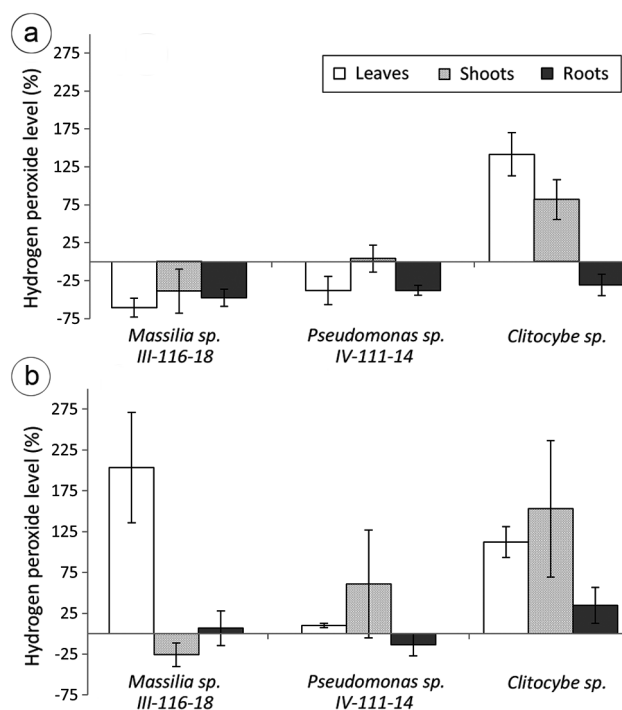 a
Hydrogen peroxide level (%)
275
225
175
125
75
25
-25
-75
Leaves Shoots Roots
Massilia sp. III-116-18
Pseudomonas sp. IV-111-14
Clitocybe sp.
b
Hydrogen peroxide level (%)
275
225
175
125
75
25
-25
-75
Massilia sp. III-116-18
Pseudomonas sp. IV-111-14
Clitocybe sp.